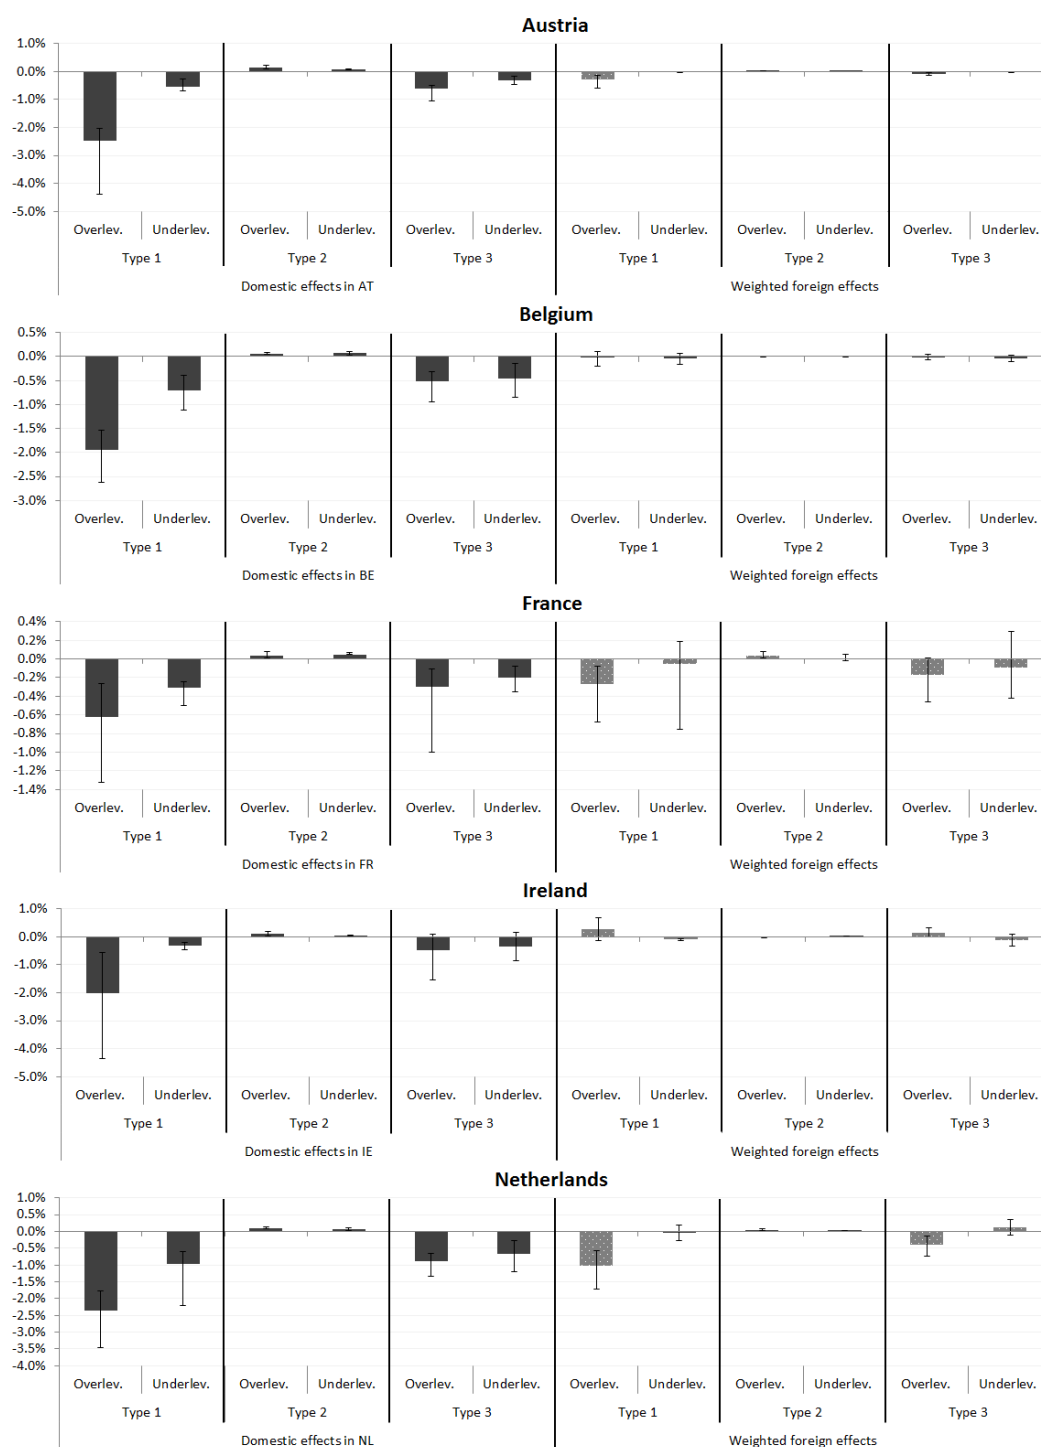 Austria
1.0%
0.0%
-1.0%
-2.0%
-3.0%
-4.0%
-5.0%
Overlev. Underlev. Overlev. Underlev. Overlev. Underlev. Overlev. Underlev. Overlev. Underlev. Overlev. Underlev.
Type 1 Type 2 Type 3 Type 1 Type 2 Type 3
Domestic effects in AT Weighted foreign effects
Belgium
0.5%
0.0%
-0.5%
-1.0%
-1.5%
-2.0%
-2.5%
-3.0%
Overlev. Underlev. Overlev. Underlev. Overlev. Underlev. Overlev. Underlev. Overlev. Underlev. Overlev. Underlev.
Type 1 Type 2 Type 3 Type 1 Type 2 Type 3
Domestic effects in BE Weighted foreign effects
France
0.4%
0.2%
0.0%
-0.2%
-0.4%
-0.6%
-0.8%
-1.0%
-1.2%
-1.4%
Overlev. Underlev. Overlev. Underlev. Overlev. Underlev. Overlev. Underlev. Overlev. Underlev. Overlev. Underlev.
Type 1 Type 2 Type 3 Type 1 Type 2 Type 3
Domestic effects in FR Weighted foreign effects
Ireland
1.0%
0.0%
-1.0%
-2.0%
-3.0%
-4.0%
-5.0%
Overlev. Underlev. Overlev. Underlev. Overlev. Underlev. Overlev. Underlev. Overlev. Underlev. Overlev. Underlev.
Type 1 Type 2 Type 3 Type 1 Type 2 Type 3
Domestic effects in IE Weighted foreign effects
Netherlands
1.0%
0.5%
0.0%
-0.5%
-1.0%
-1.5%
-2.0%
-2.5%
-3.0%
-3.5%
-4.0%
Overlev. Underlev. Overlev. Underlev. Overlev. Underlev. Overlev. Underlev. Overlev. Underlev. Overlev. Underlev.
Type 1 Type 2 Type 3 Type 1 Type 2 Type 3
Domestic effects in NL Weighted foreign effects